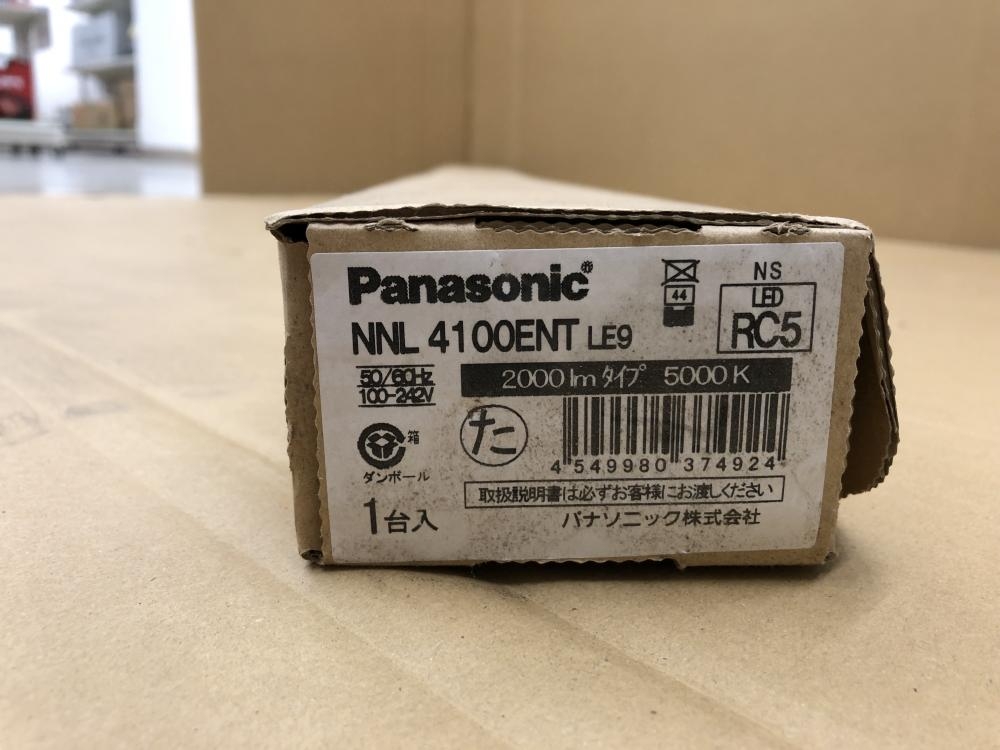 Panasonic
NNL 4100ENT LE9
44
NS
LED
RC5
50/60Hz
100-242V
2000 lm タイプ 5000K
た
箱
ダンボール
4 549980 374924
取扱説明書は必ずお客様にお渡しください
1台入
パナソニック株式会社